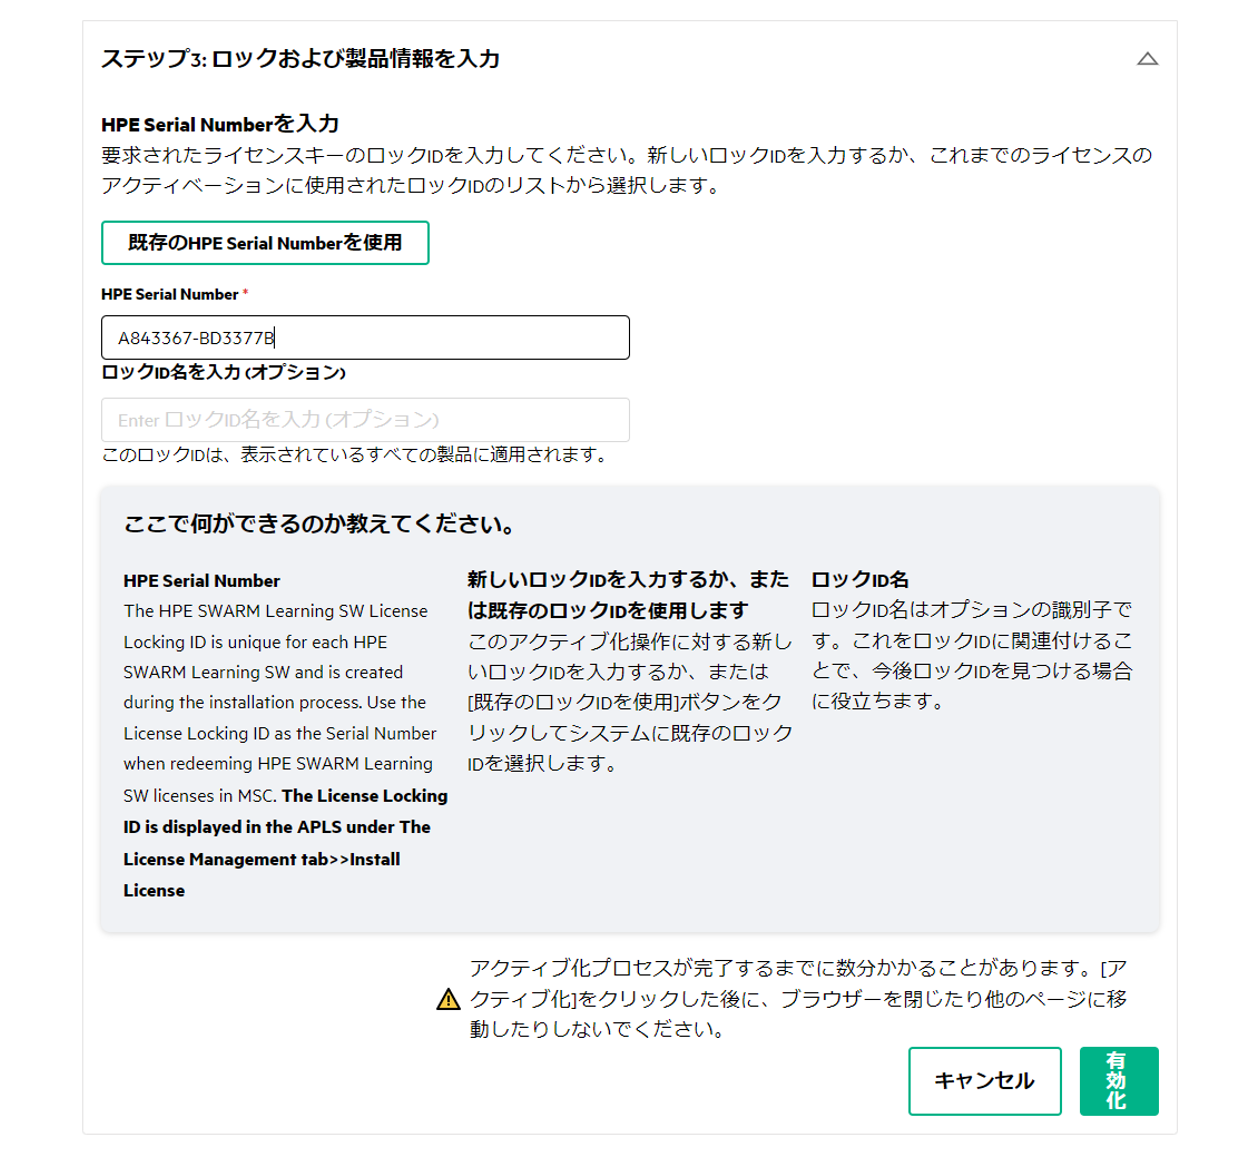 ステップ3: ロックおよび製品情報を入力
HPE Serial Numberを入力
要求されたライセンスキーのロックIDを入力してください。新しいロックIDを入力するか、これまでのライセンスの
アクティベーションに使用されたロックIDのリストから選択します。
既存のHPE Serial Numberを使用
HPE Serial Number *
A843367-BD3377B
ロックID名を入力 (オプション)
Enter ロックID名を入力 (オプション)
このロックIDは、表示されているすべての製品に適用されます。
ここで何ができるのか教えてください。
HPE Serial Number
The HPE SWARM Learning SW License
Locking ID is unique for each HPE
SWARM Learning SW and is created
during the installation process. Use the
License Locking ID as the Serial Number
when redeeming HPE SWARM Learning
SW licenses in MSC. The License Locking
ID is displayed in the APLS under The
License Management tab>>Install
License
新しいロックIDを入力するか、また
は既存のロックIDを使用します
このアクティブ化操作に対する新し
いロックIDを入力するか、または
[既存のロックIDを使用]ボタンをク
リックしてシステムに既存のロック
IDを選択します。
ロックID名
ロックID名はオプションの識別子で
す。これをロックIDに関連付けるこ
とで、今後ロックIDを見つける場合
に役立ちます。
アクティブ化プロセスが完了するまでに数分かかることがあります。[ア
クティブ化]をクリックした後に、ブラウザーを閉じたり他のページに移
動したりしないでください。
キャンセル
有
効
化